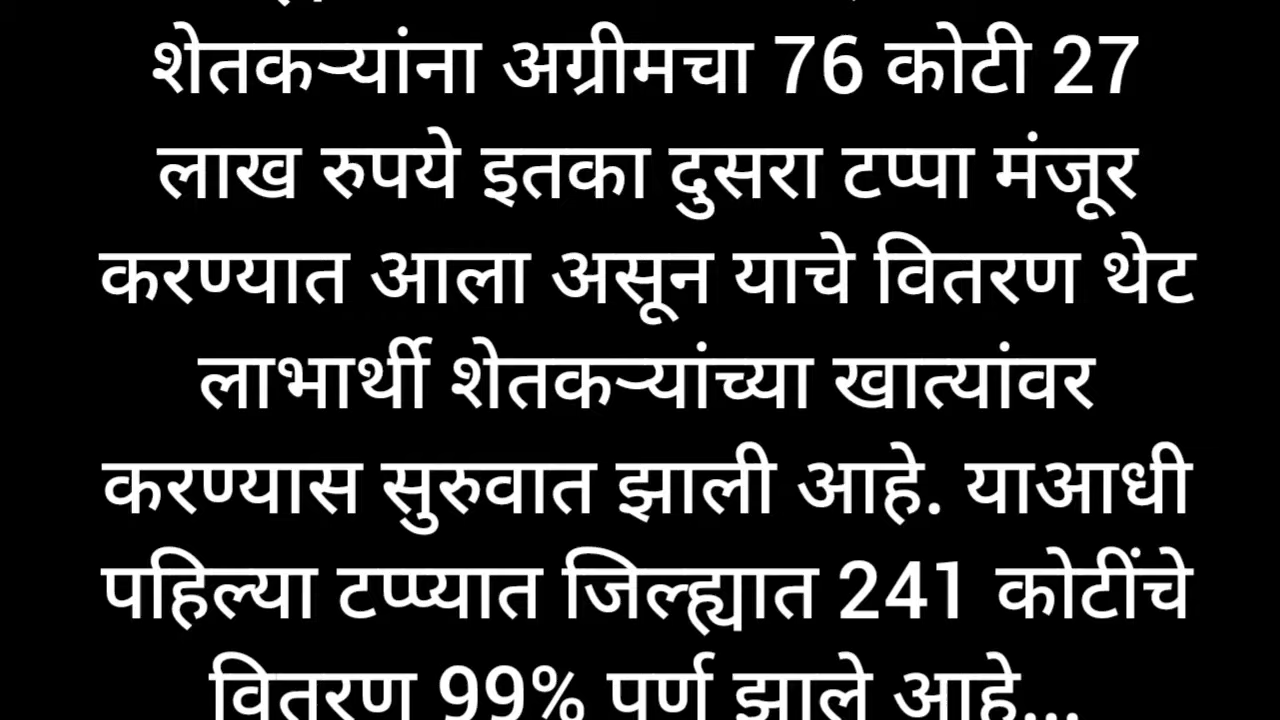 शेतकऱ्यांना अग्रीमचा 76 कोटी 27
लाख रुपये इतका दुसरा टप्पा मंजूर
करण्यात आला असून याचे वितरण थेट
लाभार्थी शेतकऱ्यांच्या खात्यांवर
करण्यास सुरुवात झाली आहे. याआधी
पहिल्या टप्प्यात जिल्ह्यात 241 कोटींचे
वितरण 99% पूर्ण झाले आहे...